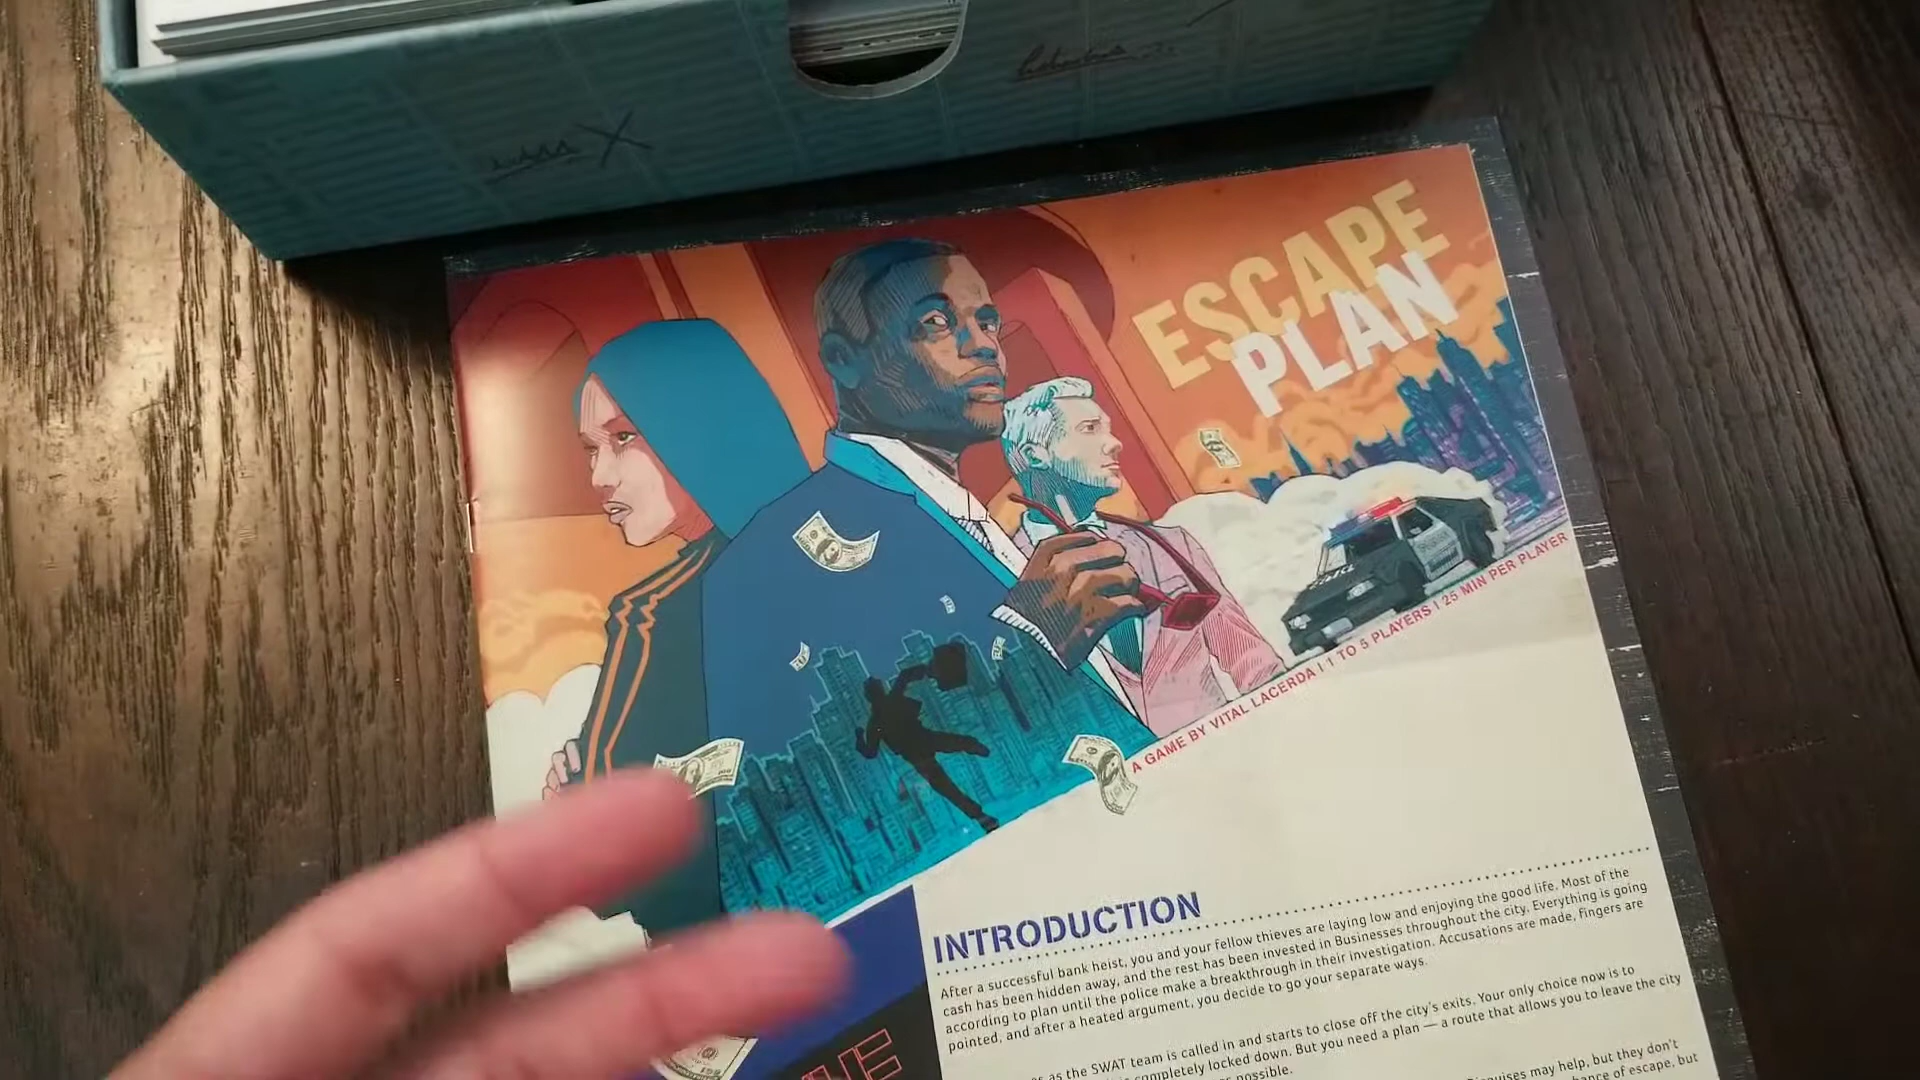 ESCAPE
PLAN
A GAME BY VITAL LACERDA | 1 TO 5 PLAYERS | 25 MIN PER PLAYER
INTRODUCTION
After a successful bank heist, you and your fellow thieves are laying low and enjoying the good life. Most of the
cash has been hidden away, and the rest has been invested in Businesses throughout the city. Everything is going
according to plan until the police make a breakthrough in their investigation. Accusations are made, fingers are
pointed, and after a heated argument, you decide to go your separate ways.
as the SWAT team is called in and starts to close off the city's exits. Your only choice now is to
completely locked down. But you need a plan — a route that allows you to leave the city
possible.
may help, but they don't
of escape, but